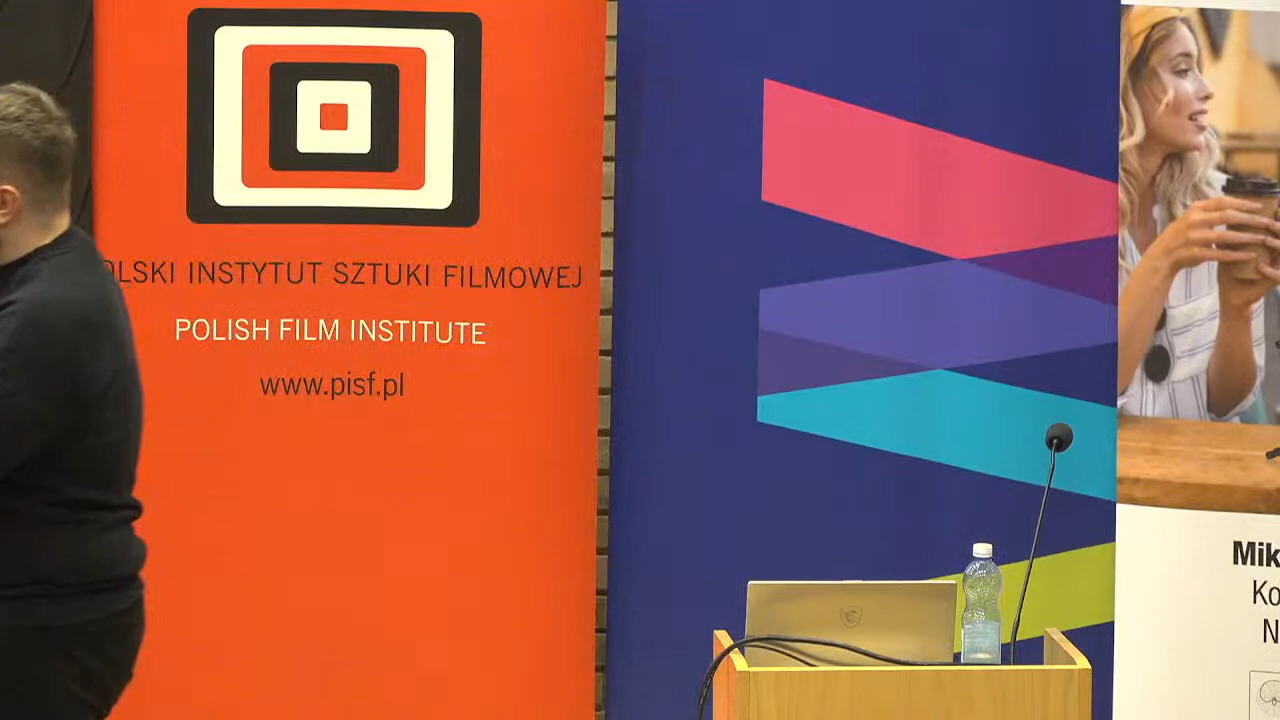 OLSKI INSTYTUT SZTUKI FILMOWEJ
POLISH FILM INSTITUTE
www.pisf.pl
Mik
Ko
N